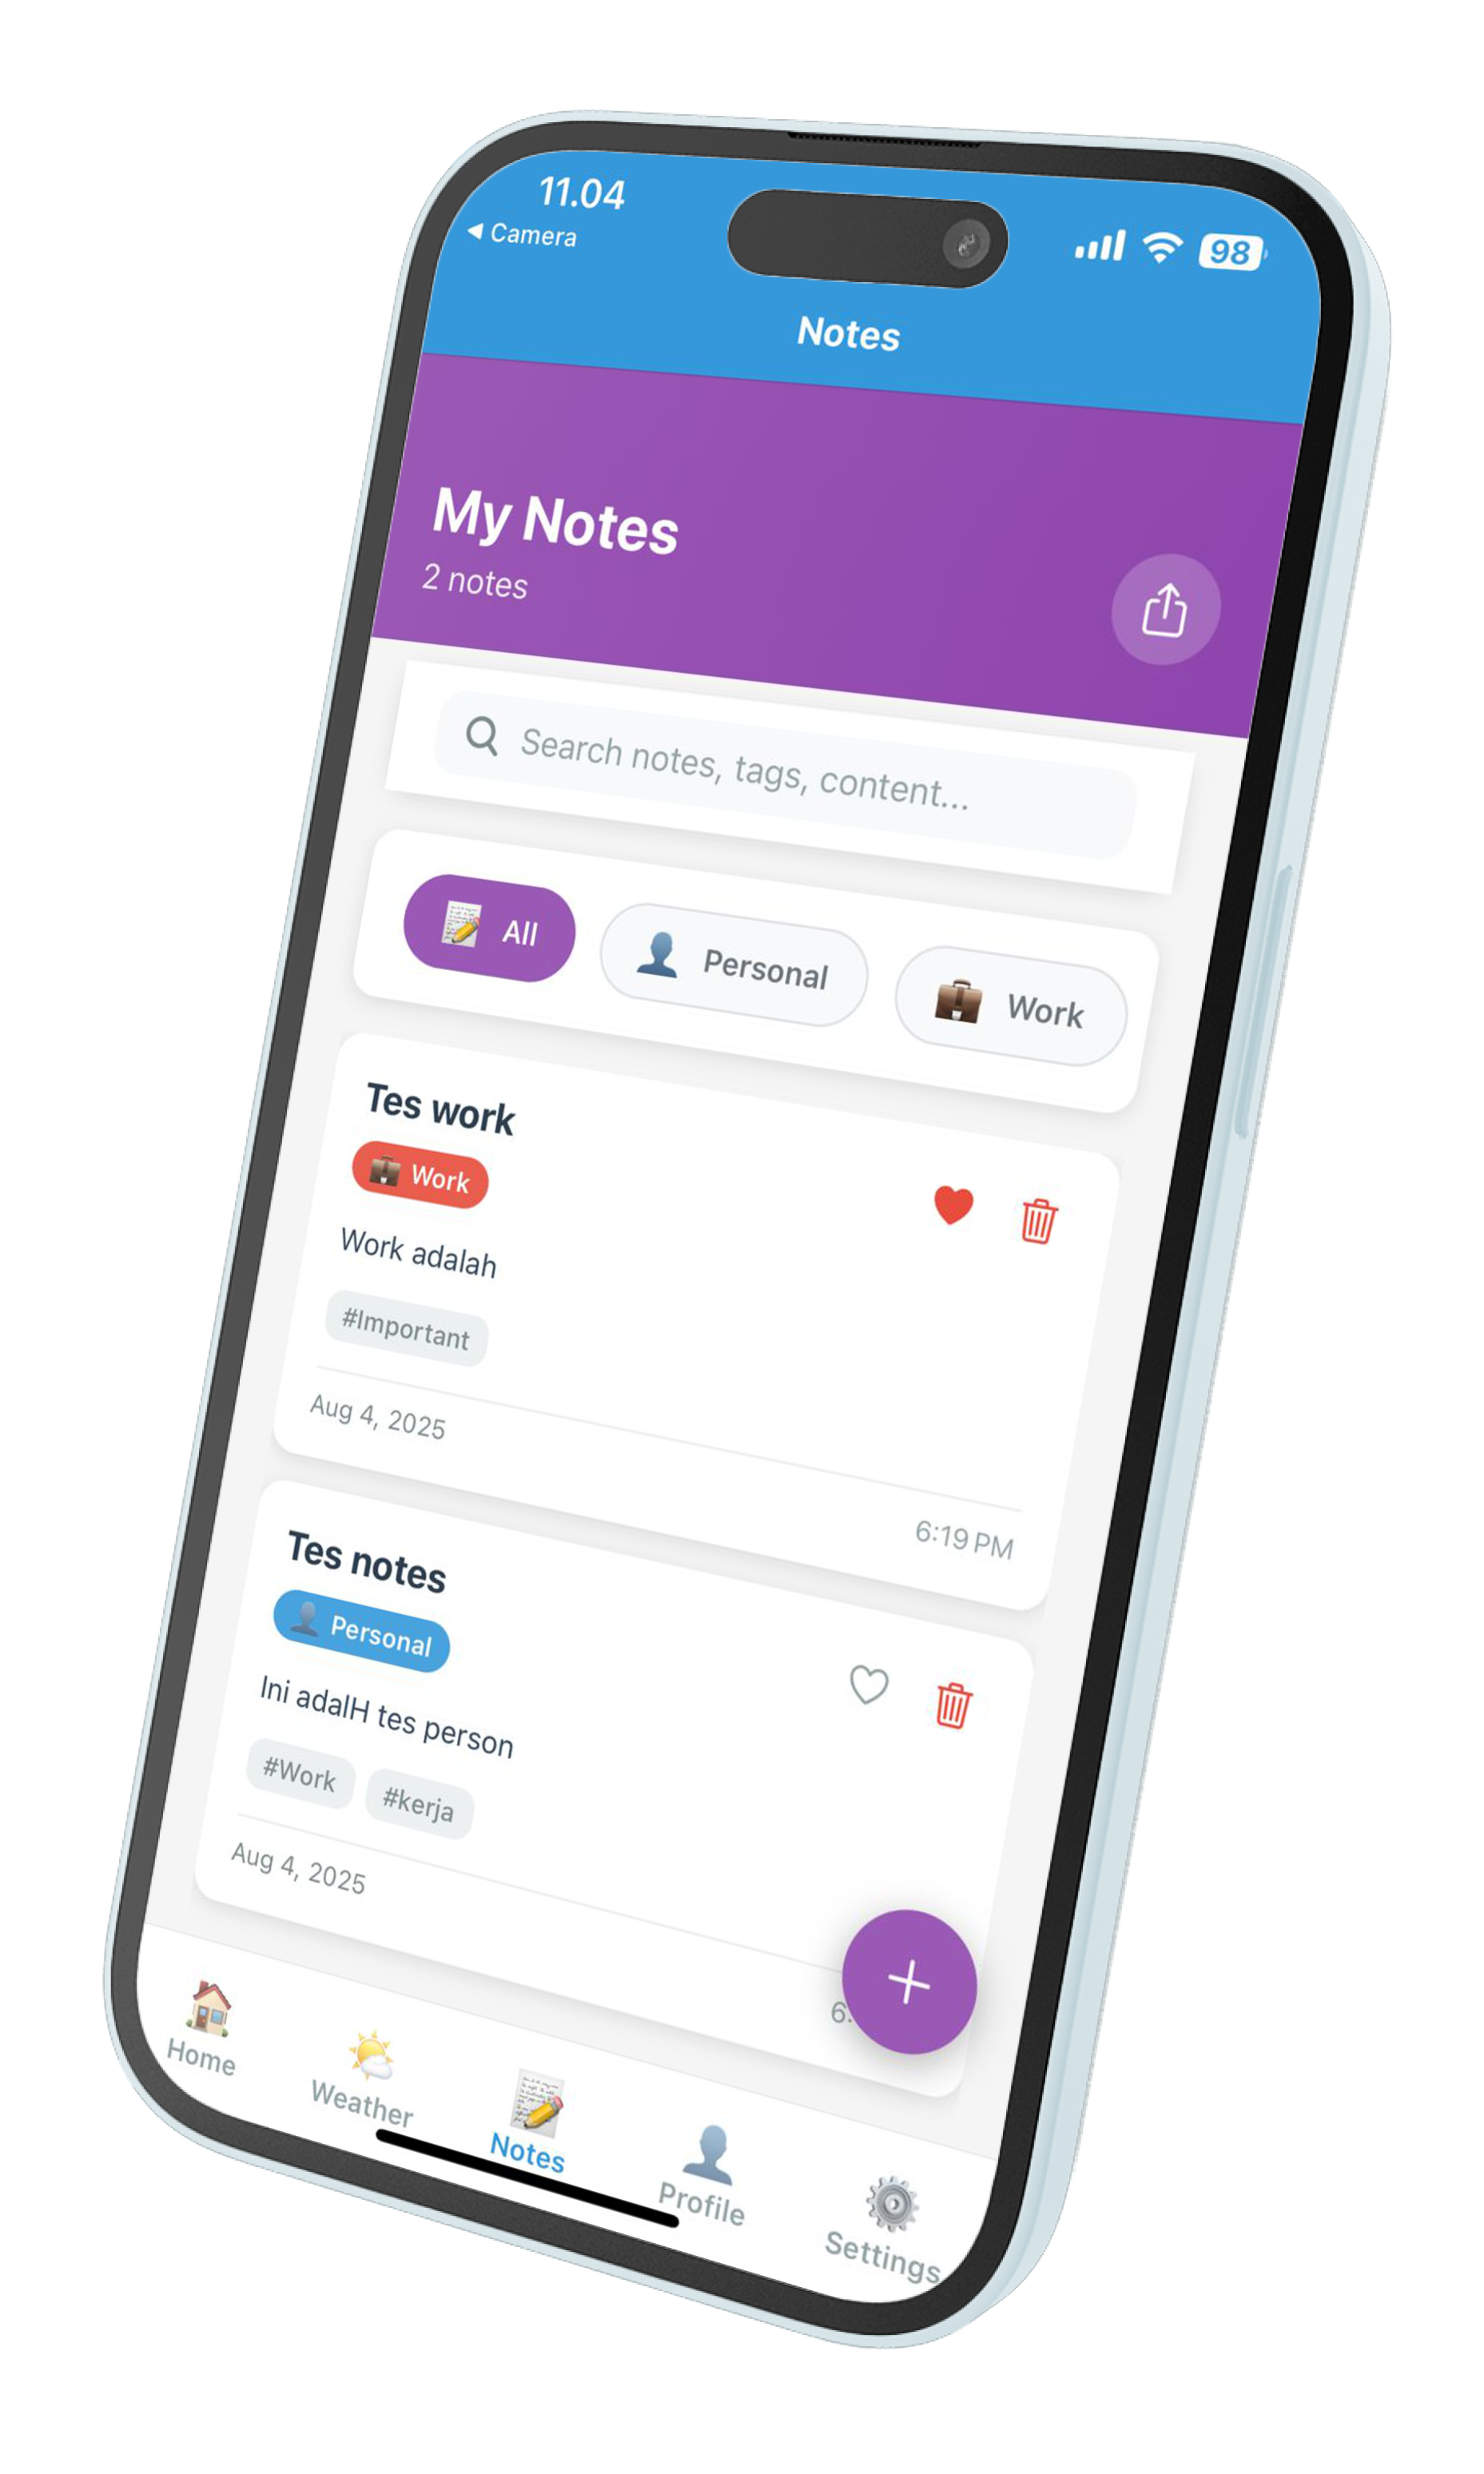 11.04
Camera
98
Notes
My Notes
2 notes
Search notes, tags, content...
All
Personal
Work
Tes work
Work
Work adalah
#Important
Aug 4, 2025
6:19 PM
Tes notes
Personal
Ini adalH tes person
#Work #kerja
Aug 4, 2025
Home
Weather
Notes
Profile
Settings